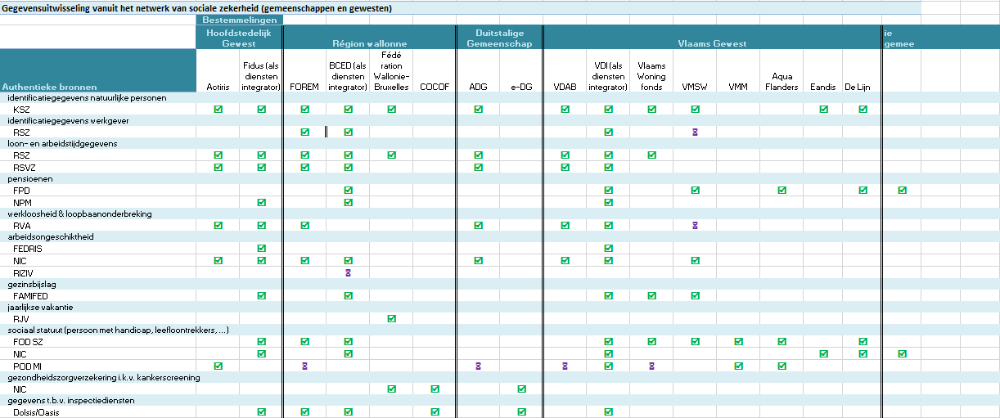 Gegevensuitwisseling vanuit het netwerk van sociale zekerheid (gemeenschappen en gewesten)
Bestemmelingen
Hoofdstedelijk Gewest Région wallonne Duitstalige Gemeenschap Vlaams Gewest ie gemee
Authentieke bronnen Actiris Fidus (als diensten integrator) FOREM BCED (als diensten integrator) Fédé ration Wallonie-Bruxelles COCOF ADG e-DG VDAB VDI (als diensten integrator) Vlaams Woning fonds VMSW VMM Aqua Flanders Eandis De Lijn
identificatiegegevens natuurlijke personen
KSZ
identificatiegegevens werkgever
RSZ
loon- en arbeidstijdgegevens
RSZ
RSVZ
pensioenen
FPD
NPM
werkloosheid & loopbaanonderbreking
RVA
arbeidsongeschiktheid
FEDRIS
NIC
RIZIV
gezinsbijslag
FAMIFED
jaarlijkse vakantie
RJV
sociaal statuut (persoon met handicap, leefloontrekkers, ...)
FOD SZ
NIC
POD MI
gezondheidszorgverzekering i.k.v. kankerscreening
NIC
gegevens t.b.v. inspectiediensten
Dolsis/Oasis